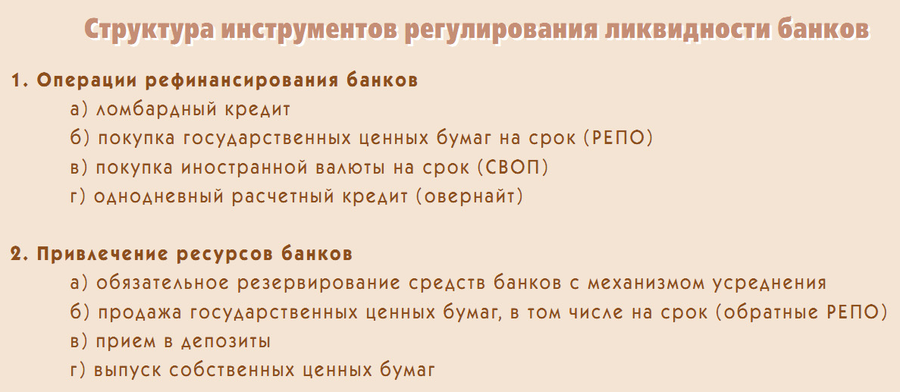 Структура инструментов регулирования ликвидности банков
1. Операции рефинансирования банков
а) ломбардный кредит
б) покупка государственных ценных бумаг на срок (РЕПО)
в) покупка иностранной валюты на срок (СВОП)
г) однодневный расчетный кредит (овернайт)
2. Привлечение ресурсов банков
а) обязательное резервирование средств банков с механизмом усреднения
б) продажа государственных ценных бумаг, в том числе на срок (обратные РЕПО)
в) прием в депозиты
г) выпуск собственных ценных бумаг